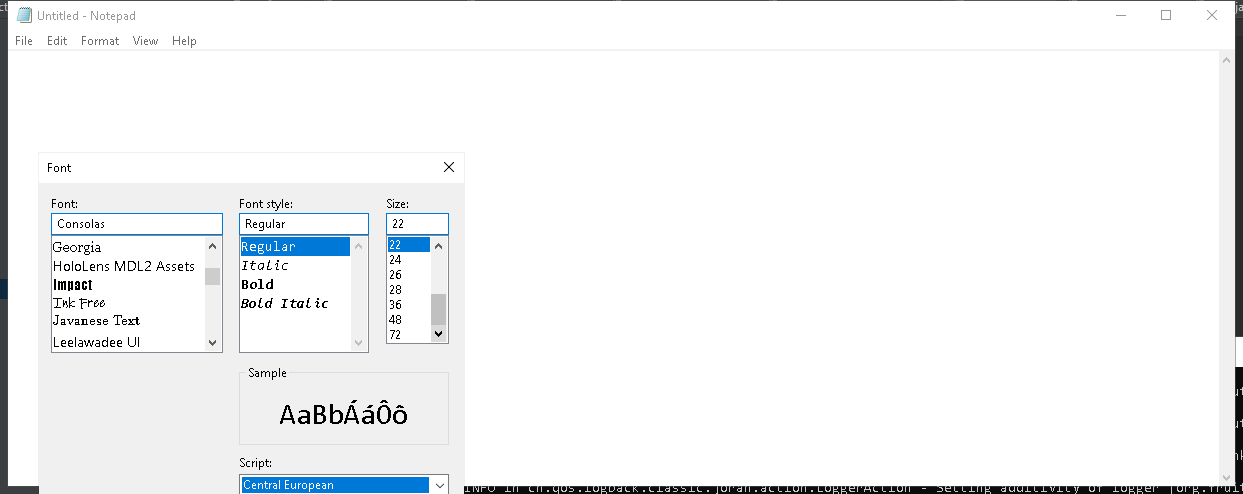 Untitled - Notepad
File Edit Format View Help
Font
Font: Font style: Size:
Consolas Regular 22
Georgia
HoloLens MDL2 Assets
Impact
Ink Free
Javanese Text
Leelawadee UI
Regular
Italic
Bold
Bold Italic
22
24
26
28
36
48
72
Sample
AaBbÁáÔô
Script:
Central European
INFO in ch.qos.logback.classic.joran.action.LoggerAction - Setting additivity of logger